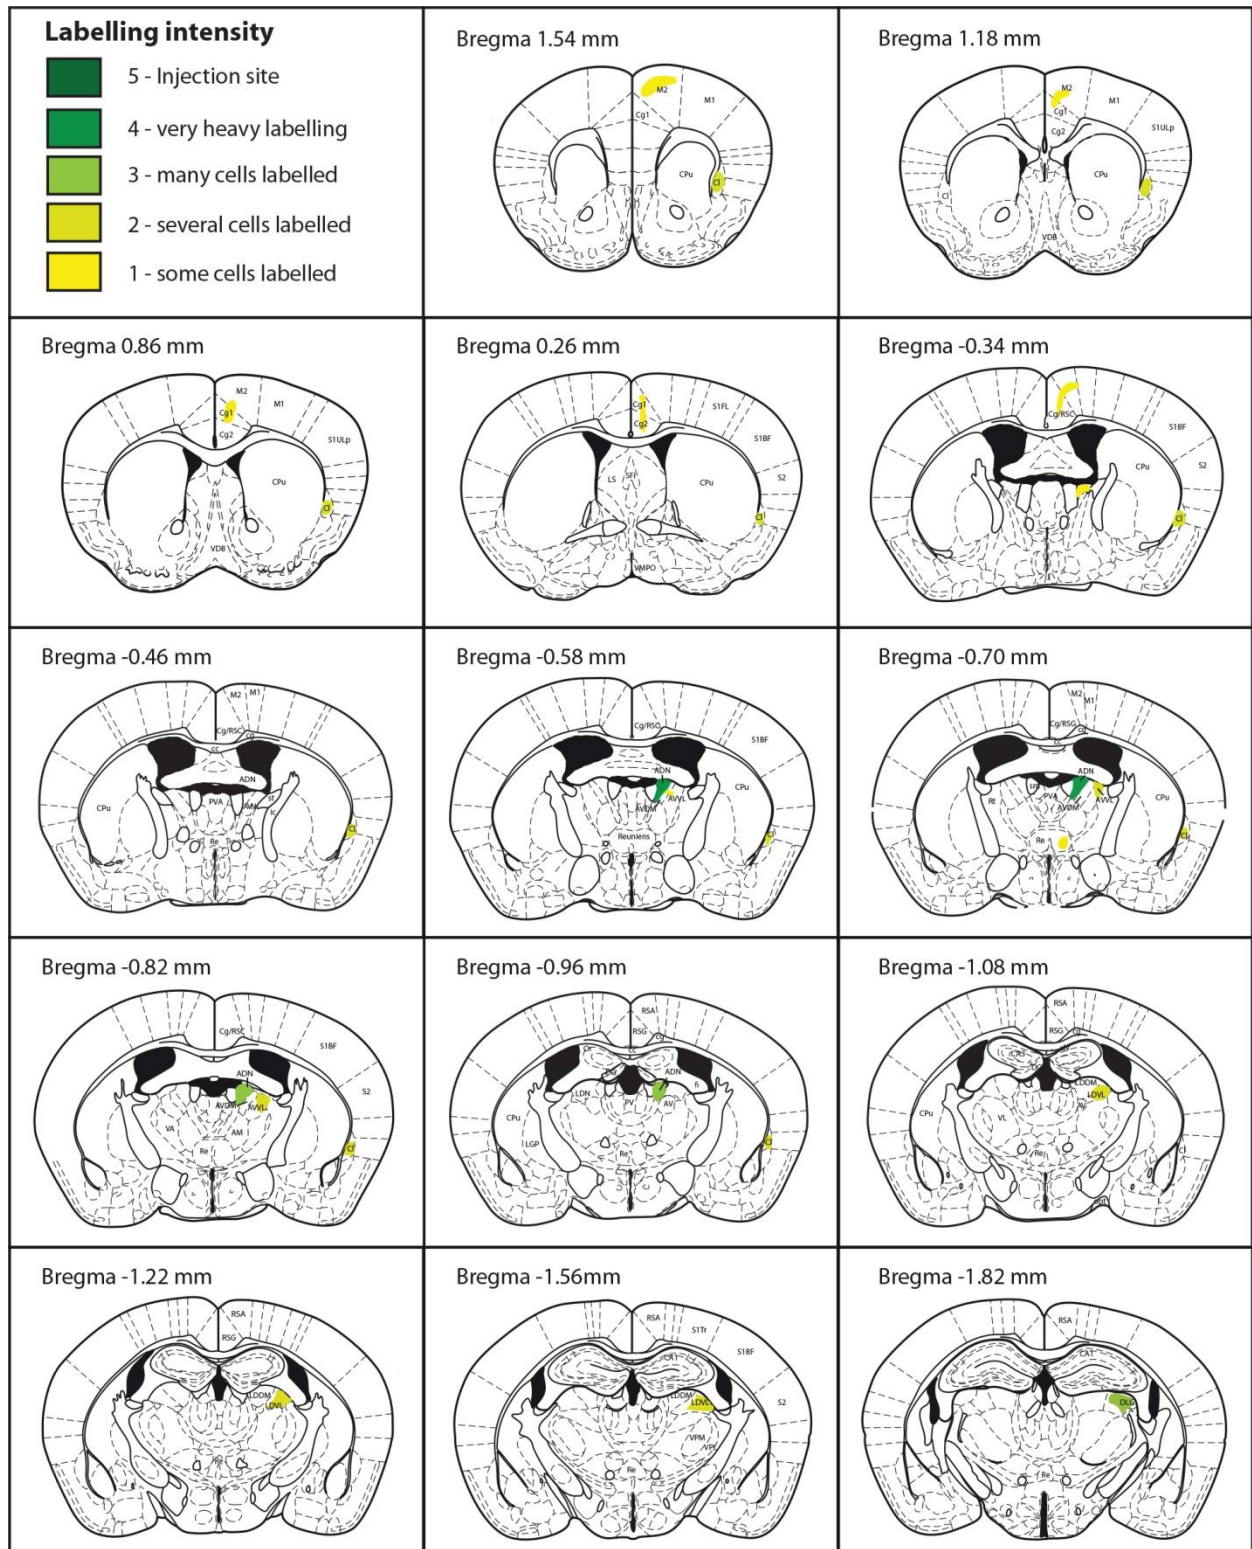 Labelling intensity
5 - Injection site
4 - very heavy labelling
3 - many cells labelled
2 - several cells labelled
1 - some cells labelled
Bregma 1.54 mm
M2
M1
Cg1
CPu
Cl
Bregma 1.18 mm
M2
M1
Cg1
Cg2
S1ULp
CPu
Cl
VDB
Bregma 0.86 mm
M2
M1
Cg1
Cg2
S1ULp
CPu
Cl
VDB
Bregma 0.26 mm
Cg1
S1FL
Cg2
S1BF
S2
LS
SFI
CPu
Cl
VMPO
Bregma -0.34 mm
Cg/RSC
S1BF
CPu
S2
Cl
Bregma -0.46 mm
M2
M1
Cg/RSC
cg
cc
ADN
CPu
PVA
st
ic
Cl
Re
Bregma -0.58 mm
Cg/RSC
S1BF
ADN
CPu
AVDM
AVVL
Reuniens
Cl
Bregma -0.70 mm
M2
M1
Cg/RSG
cg
cc
ADN
Rt
sm
PVA
AVDM
AVVL
CPu
Cl
Re
Bregma -0.82 mm
Cg/RSC
S1BF
ADN
S2
AVDM
AVVL
VA
AM
Re
Cl
Bregma -0.96 mm
RSA
RSG
cg
cc
ADN
fi
LDN
PV
AV
CPu
LGP
Re
Cl
Bregma -1.08 mm
RSA
RSG
cg
CA3
LDDM
LDVL
AV
CPu
VL
Re
Cl
Bregma -1.22 mm
RSA
RSG
LDDM
LDVL
Re
Bregma -1.56mm
RSA
S1Tr
CA1
S1BF
LDDM
LDVL
S2
VPM
VPL
Re
Bregma -1.82 mm
RSA
CA1
DLG
Re